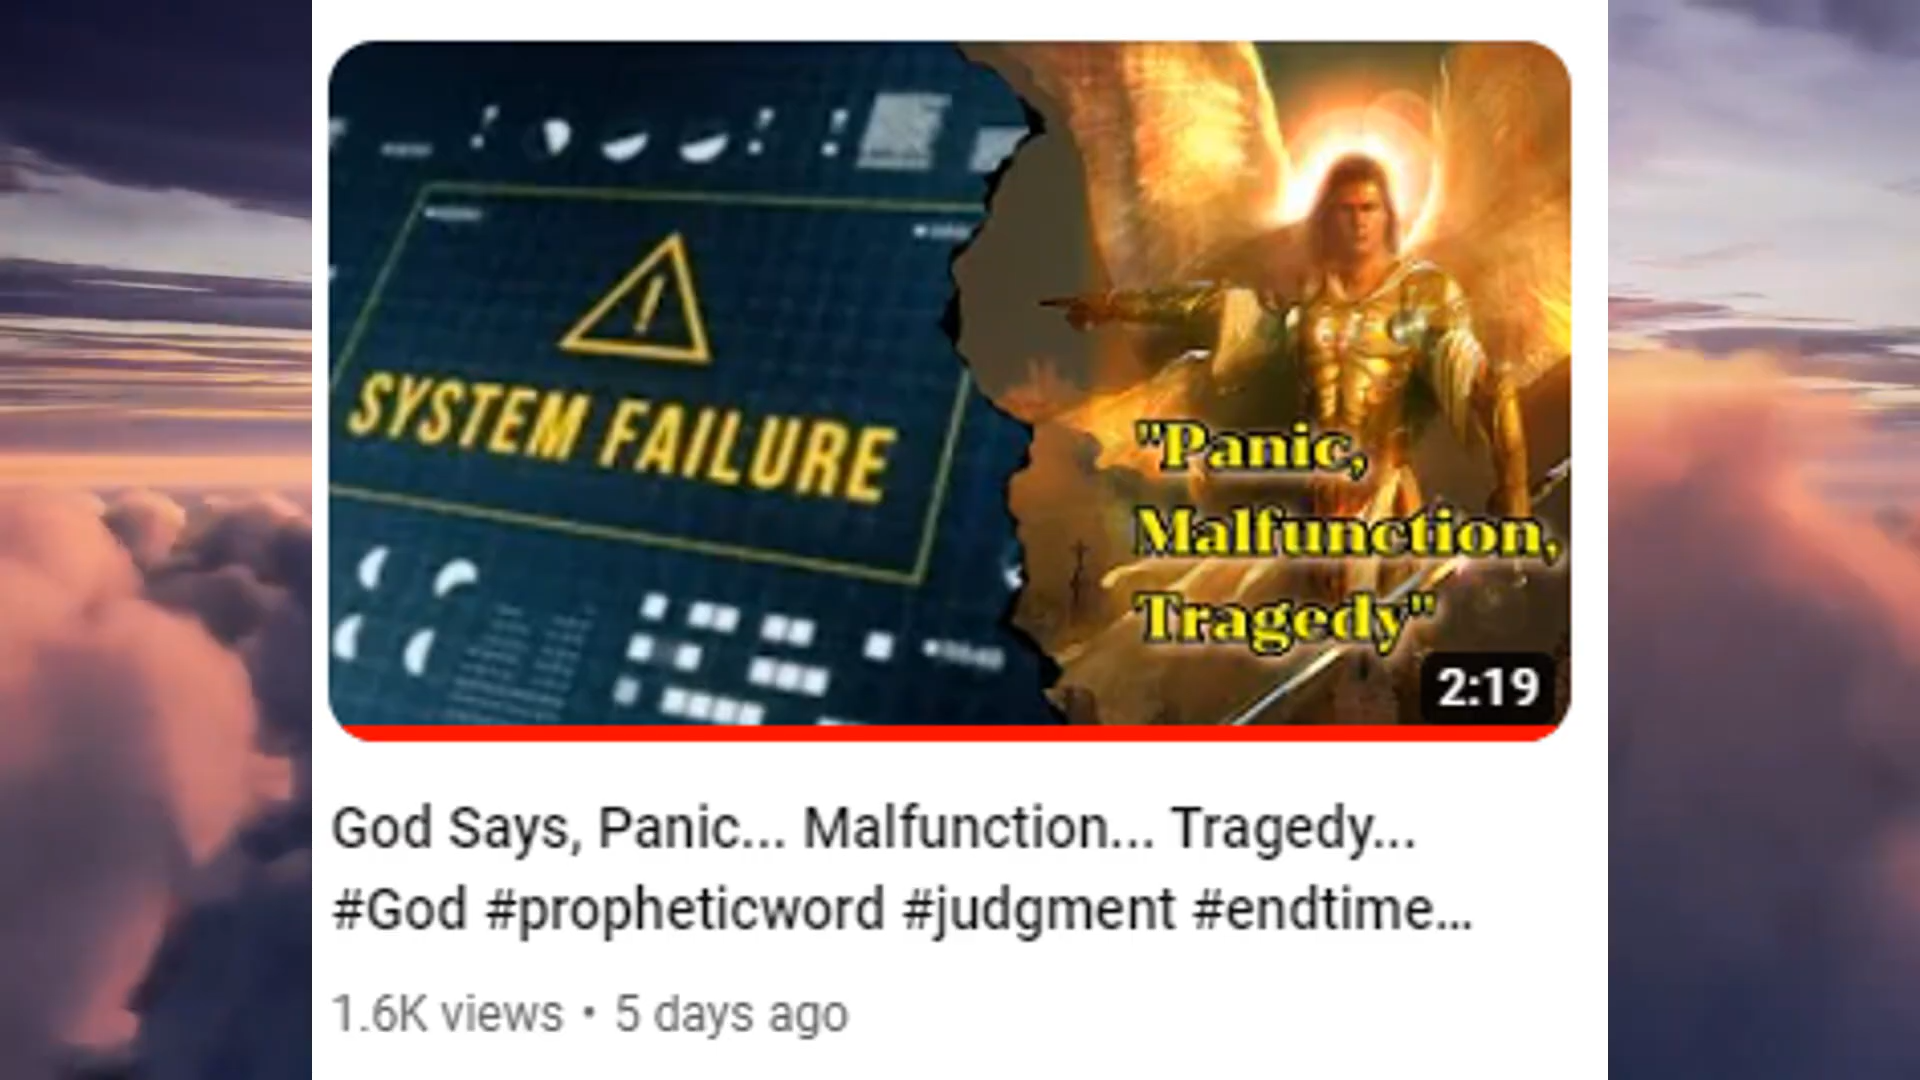 SYSTEM FAILURE
"Panic,
Malfunction,
Tragedy"
2:19
God Says, Panic... Malfunction... Tragedy...
#God #propheticword #judgment #endtime...
1.6K views • 5 days ago